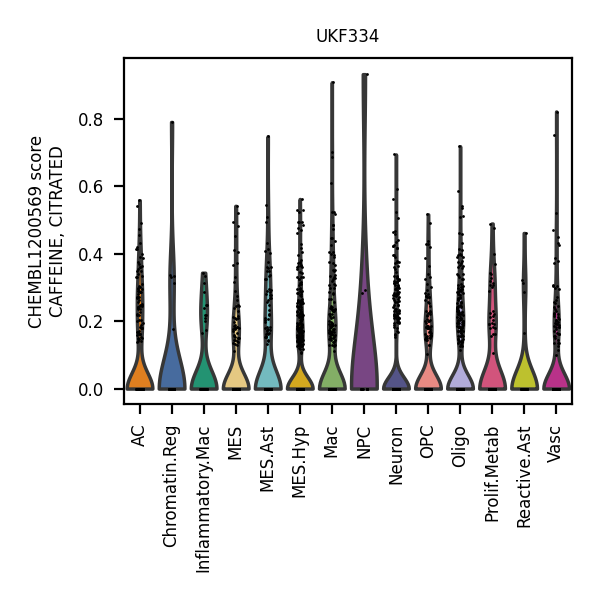 UKF334
CHEMBL1200569 score
CAFFEINE, CITRATED
0.8
0.6
0.4
0.2
0.0
AC
Chromatin.Reg
Inflammatory.Mac
MES
MES.Ast
MES.Hyp
Mac
NPC
Neuron
OPC
Oligo
Prolif.Metab
Reactive.Ast
Vasc